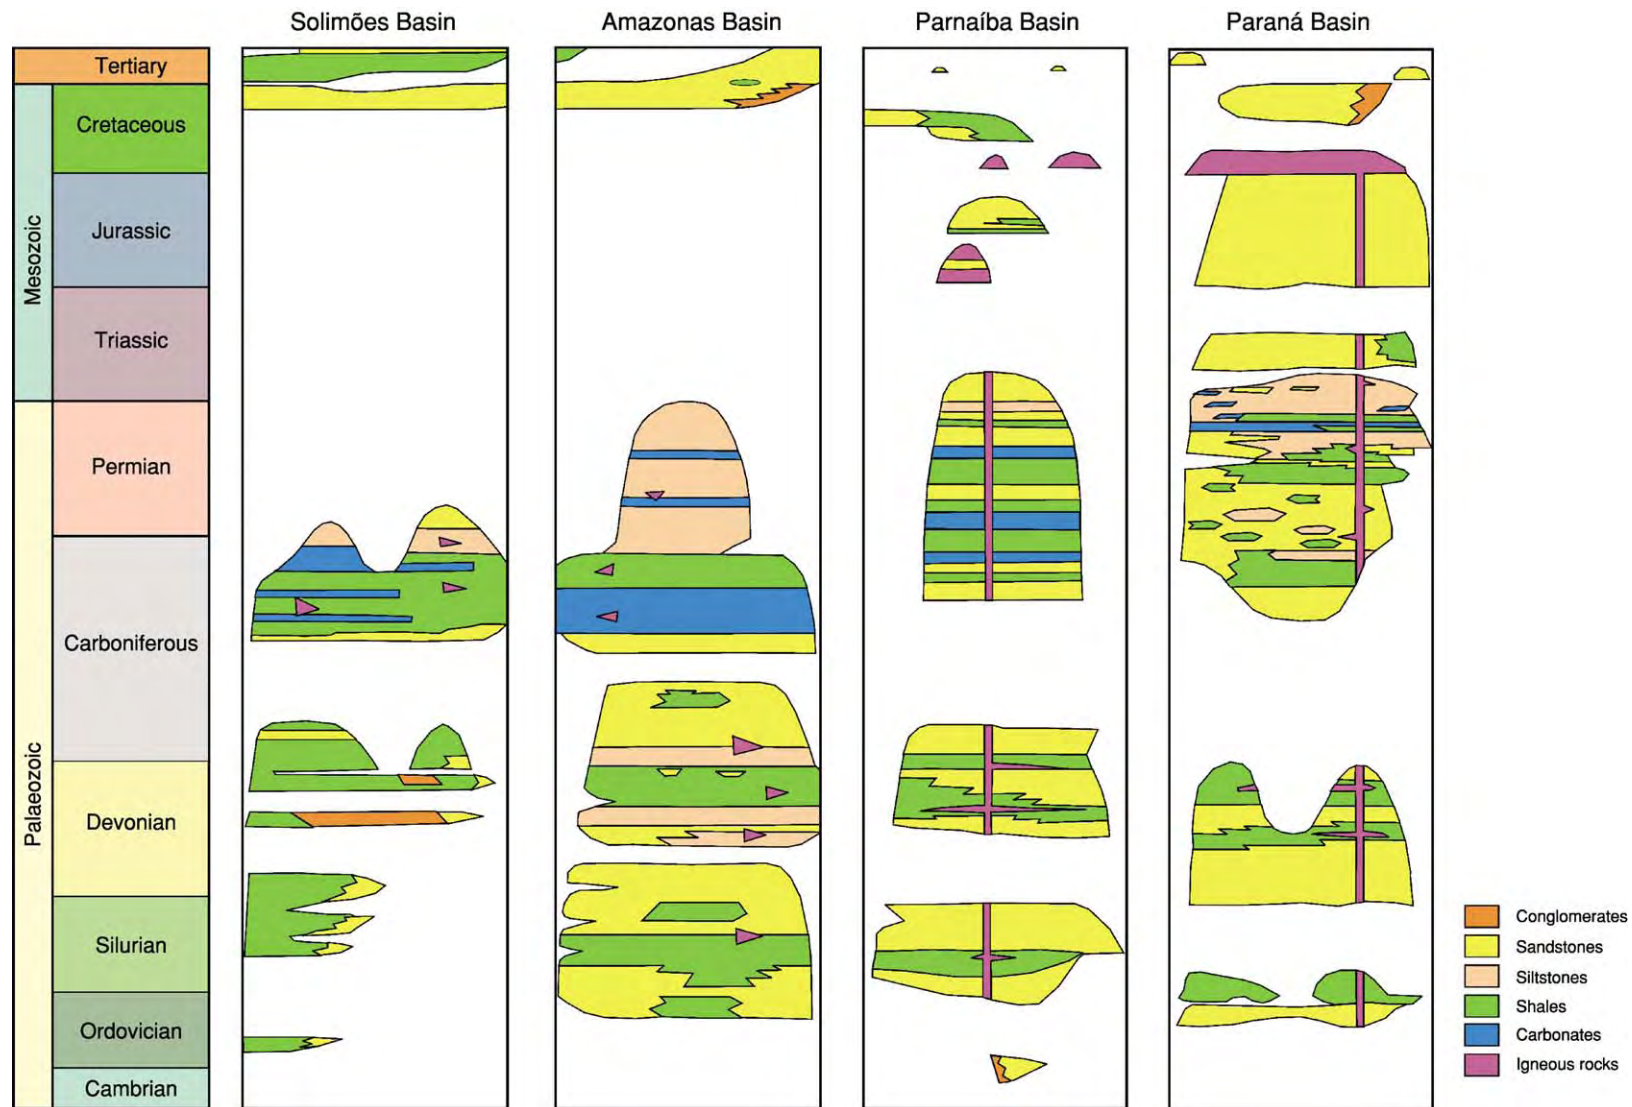 Solimões Basin
Amazonas Basin
Parnaíba Basin
Paraná Basin
Tertiary
Mesozoic
Cretaceous
Jurassic
Triassic
Palaeozoic
Permian
Carboniferous
Devonian
Silurian
Ordovician
Cambrian
Conglomerates
Sandstones
Siltstones
Shales
Carbonates
Igneous rocks